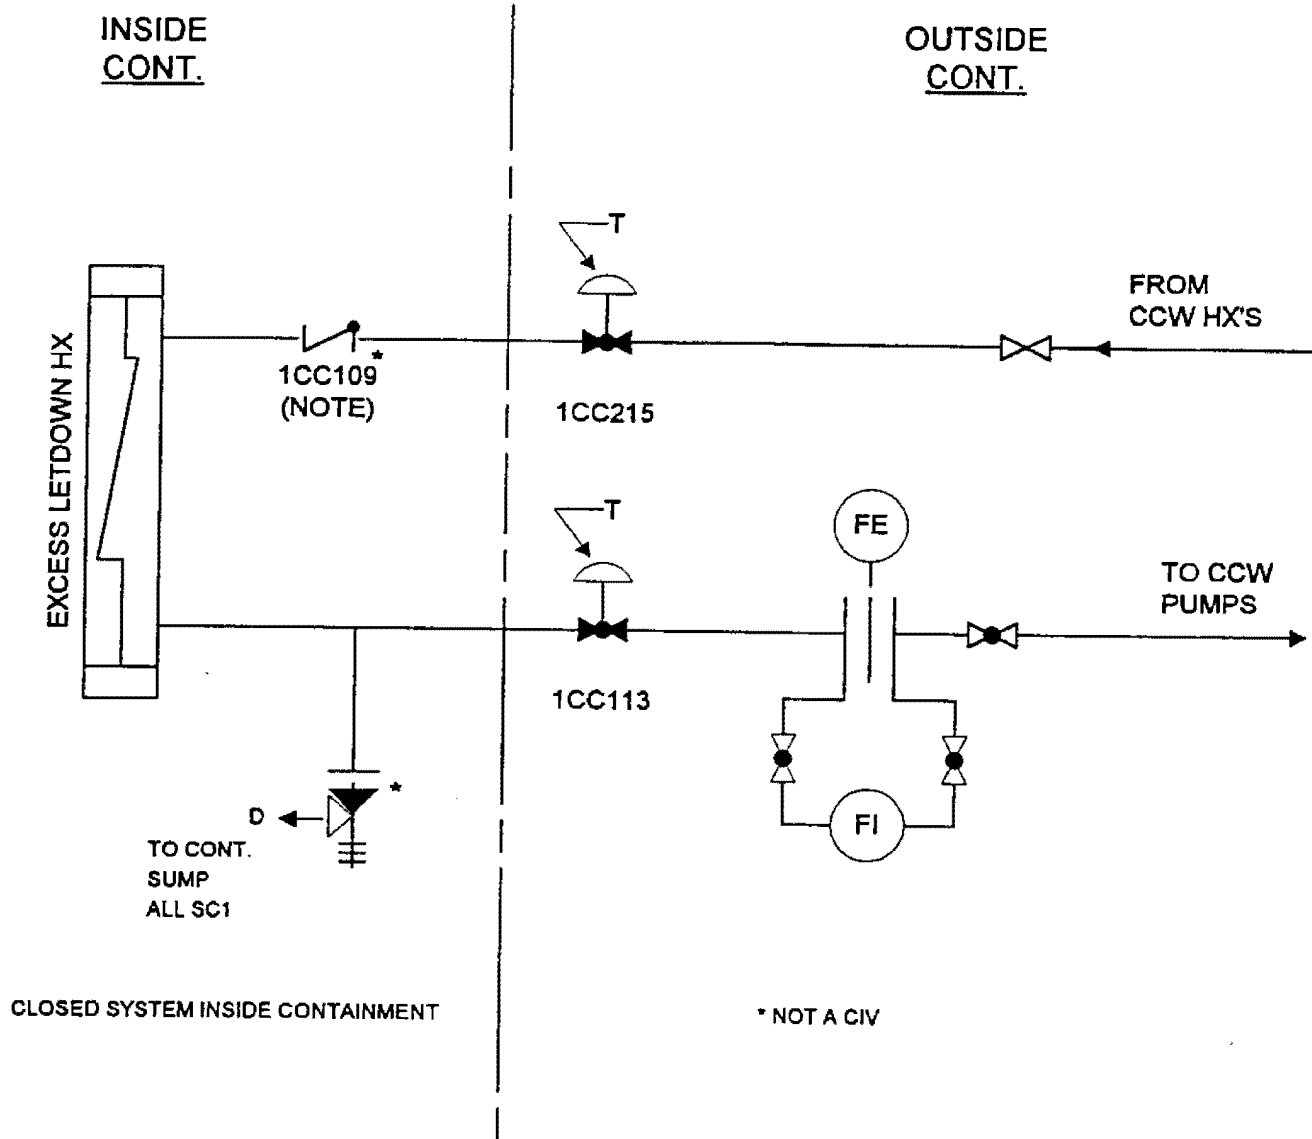 INSIDE
CONT.
OUTSIDE
CONT.
T
FROM
CCW HX'S
EXCESS LETDOWN HX
*
1CC109
(NOTE)
1CC215
T
FE
TO CCW
PUMPS
1CC113
*
D
FI
TO CONT.
SUMP
ALL SC1
CLOSED SYSTEM INSIDE CONTAINMENT
* NOT A CIV